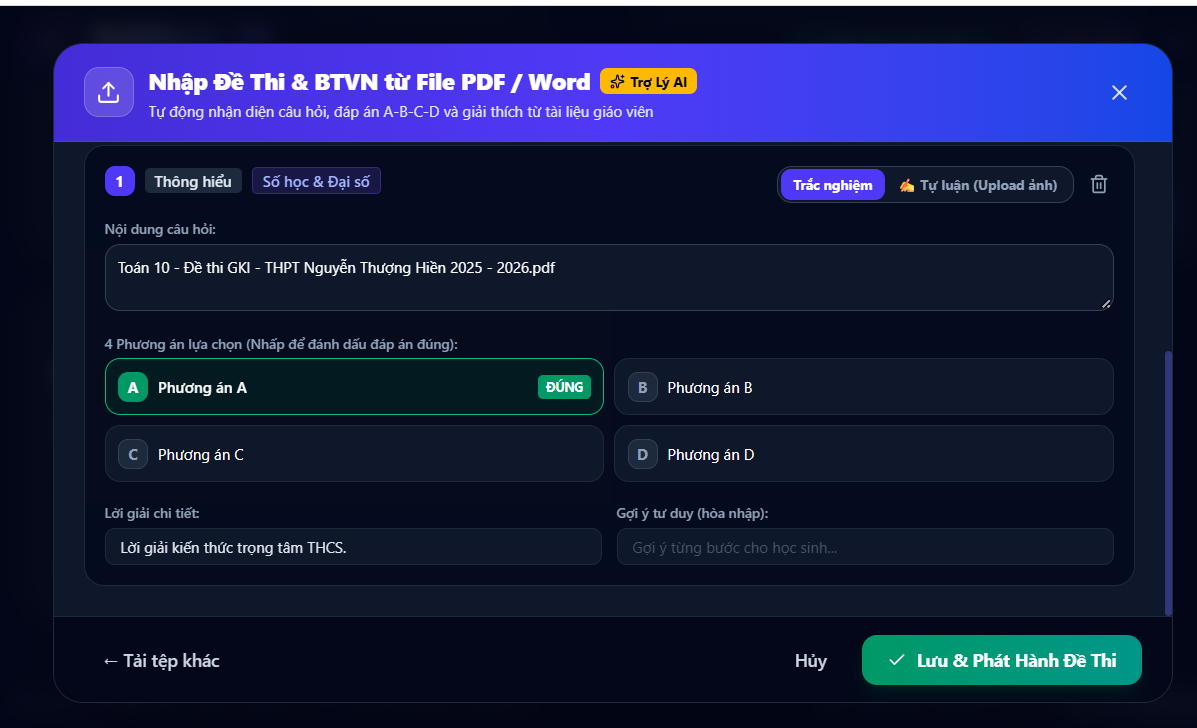 Nhập Đề Thi & BTVN từ File PDF / Word
Trợ Lý AI
Tự động nhận diện câu hỏi, đáp án A-B-C-D và giải thích từ tài liệu giáo viên
1 Thông hiểu Số học & Đại số
Trắc nghiệm ✍️ Tự luận (Upload ảnh)
Nội dung câu hỏi:
Toán 10 - Đề thi GKI - THPT Nguyễn Thượng Hiền 2025 - 2026.pdf
4 Phương án lựa chọn (Nhấp để đánh dấu đáp án đúng):
A Phương án A ĐÚNG
B Phương án B
C Phương án C
D Phương án D
Lời giải chi tiết:
Lời giải kiến thức trọng tâm THCS.
Gợi ý tư duy (hòa nhập):
Gợi ý từng bước cho học sinh...
← Tải tệp khác
Hủy
✓ Lưu & Phát Hành Đề Thi